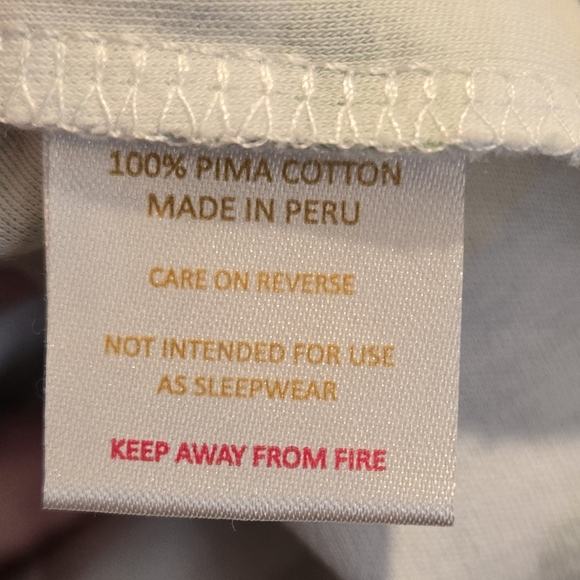 100% PIMA COTTON
MADE IN PERU
CARE ON REVERSE
NOT INTENDED FOR USE
AS SLEEPWEAR
KEEP AWAY FROM FIRE